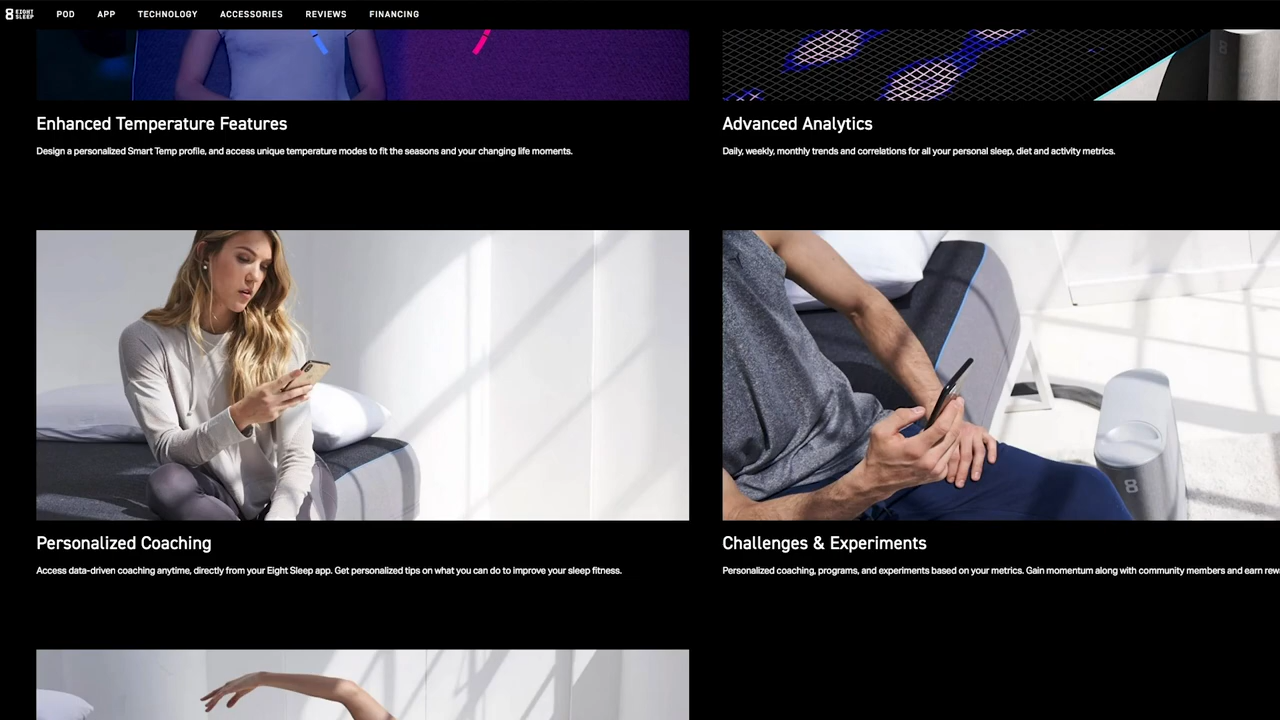 8 EIGHT SLEEP POD APP TECHNOLOGY ACCESSORIES REVIEWS FINANCING
Enhanced Temperature Features
Design a personalized Smart Temp profile, and access unique temperature modes to fit the seasons and your changing life moments.
Advanced Analytics
Daily, weekly, monthly trends and correlations for all your personal sleep, diet and activity metrics.
8
Personalized Coaching
Access data-driven coaching anytime, directly from your Eight Sleep app. Get personalized tips on what you can do to improve your sleep fitness.
Challenges & Experiments
Personalized coaching, programs, and experiments based on your metrics. Gain momentum along with community members and earn